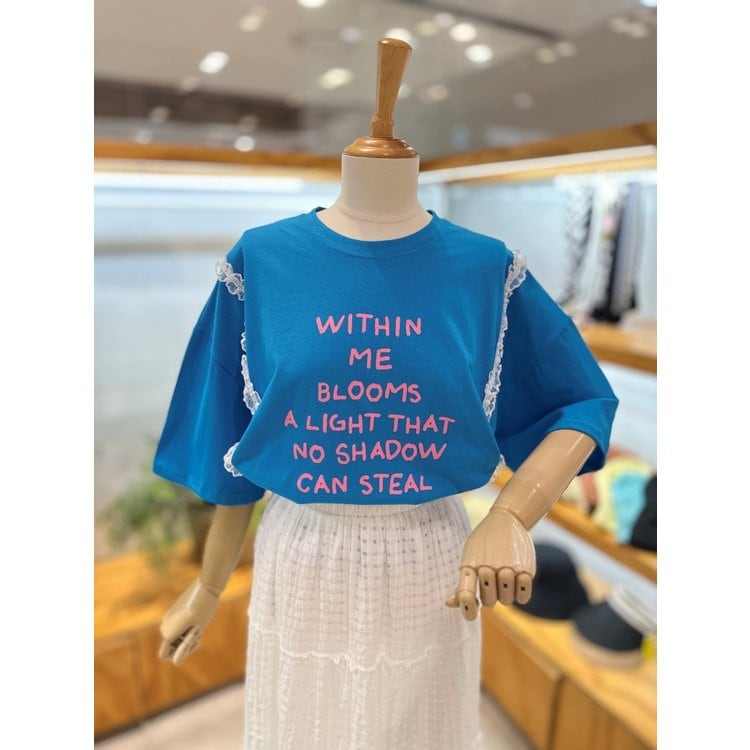 WITHIN
ME
BLOOMS
A LIGHT THAT
NO SHADOW
CAN STEAL